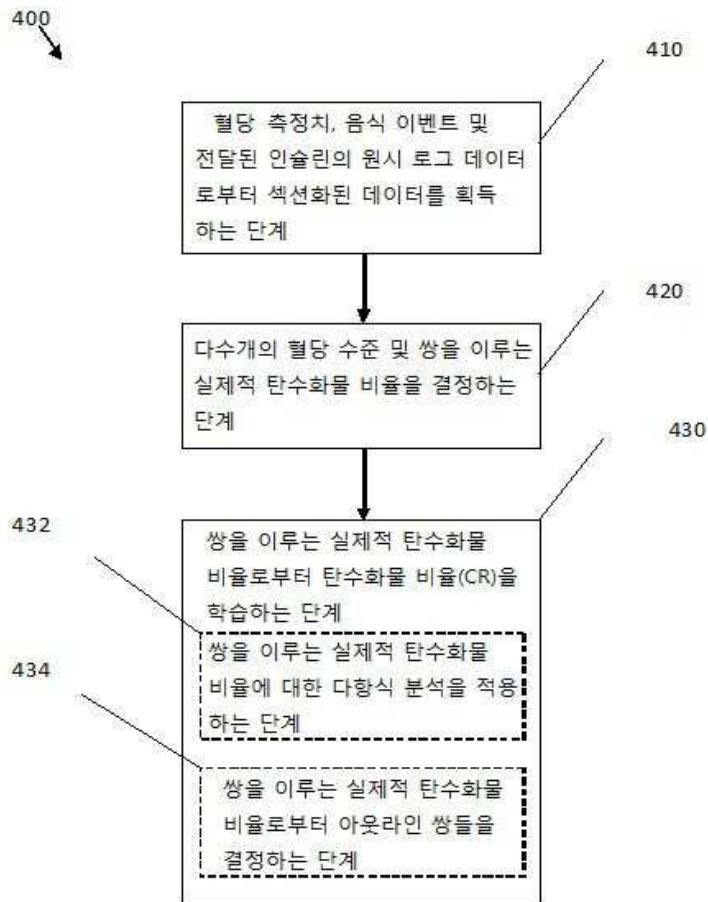 400
410
혈당 측정치, 음식 이벤트 및
전달된 인슐린의 원시 로그 데이터
로부터 섹션화된 데이터를 획득
하는 단계
420
다수개의 혈당 수준 및 쌍을 이루는
실제적 탄수화물 비율을 결정하는
단계
430
432
쌍을 이루는 실제적 탄수화물
비율로부터 탄수화물 비율(CR)을
학습하는 단계
434
쌍을 이루는 실제적 탄수화물
비율에 대한 다항식 분석을 적용
하는 단계
쌍을 이루는 실제적 탄수화물
비율로부터 아웃라인 쌍들을
결정하는 단계